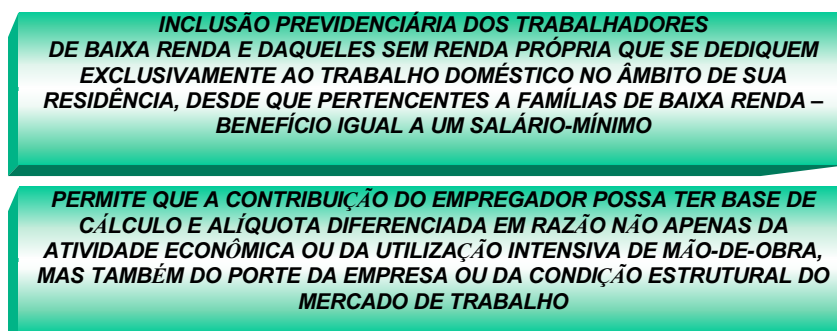 INCLUSÃO PREVIDENCIÁRIA DOS TRABALHADORES
DE BAIXA RENDA E DAQUELES SEM RENDA PRÓPRIA QUE SE DEDIQUEM
EXCLUSIVAMENTE AO TRABALHO DOMÉSTICO NO ÂMBITO DE SUA
RESIDÊNCIA, DESDE QUE PERTENCENTES A FAMÍLIAS DE BAIXA RENDA –
BENEFÍCIO IGUAL A UM SALÁRIO-MÍNIMO
PERMITE QUE A CONTRIBUIÇÃO DO EMPREGADOR POSSA TER BASE DE
CÁLCULO E ALÍQUOTA DIFERENCIADA EM RAZÃO NÃO APENAS DA
ATIVIDADE ECONÔMICA OU DA UTILIZAÇÃO INTENSIVA DE MÃO-DE-OBRA,
MAS TAMBÉM DO PORTE DA EMPRESA OU DA CONDIÇÃO ESTRUTURAL DO
MERCADO DE TRABALHO